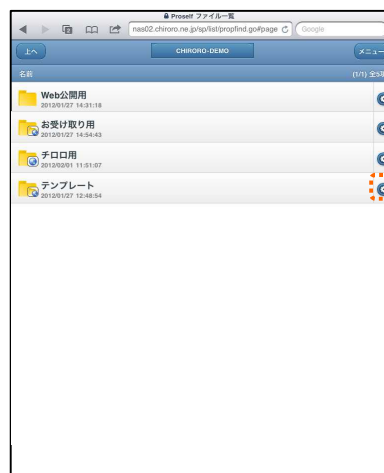 Proself ファイル一覧
nas02.chiroro.ne.jp/sp/list/propfind.go#page
Google
上へ
CHIRORO-DEMO
メニュー
名前
(1/1) 全5項
Web公開用
2012/01/27 14:31:18
お受け取り用
2012/01/27 14:54:43
チロロ用
2012/02/01 11:51:07
テンプレート
2012/01/27 12:48:54